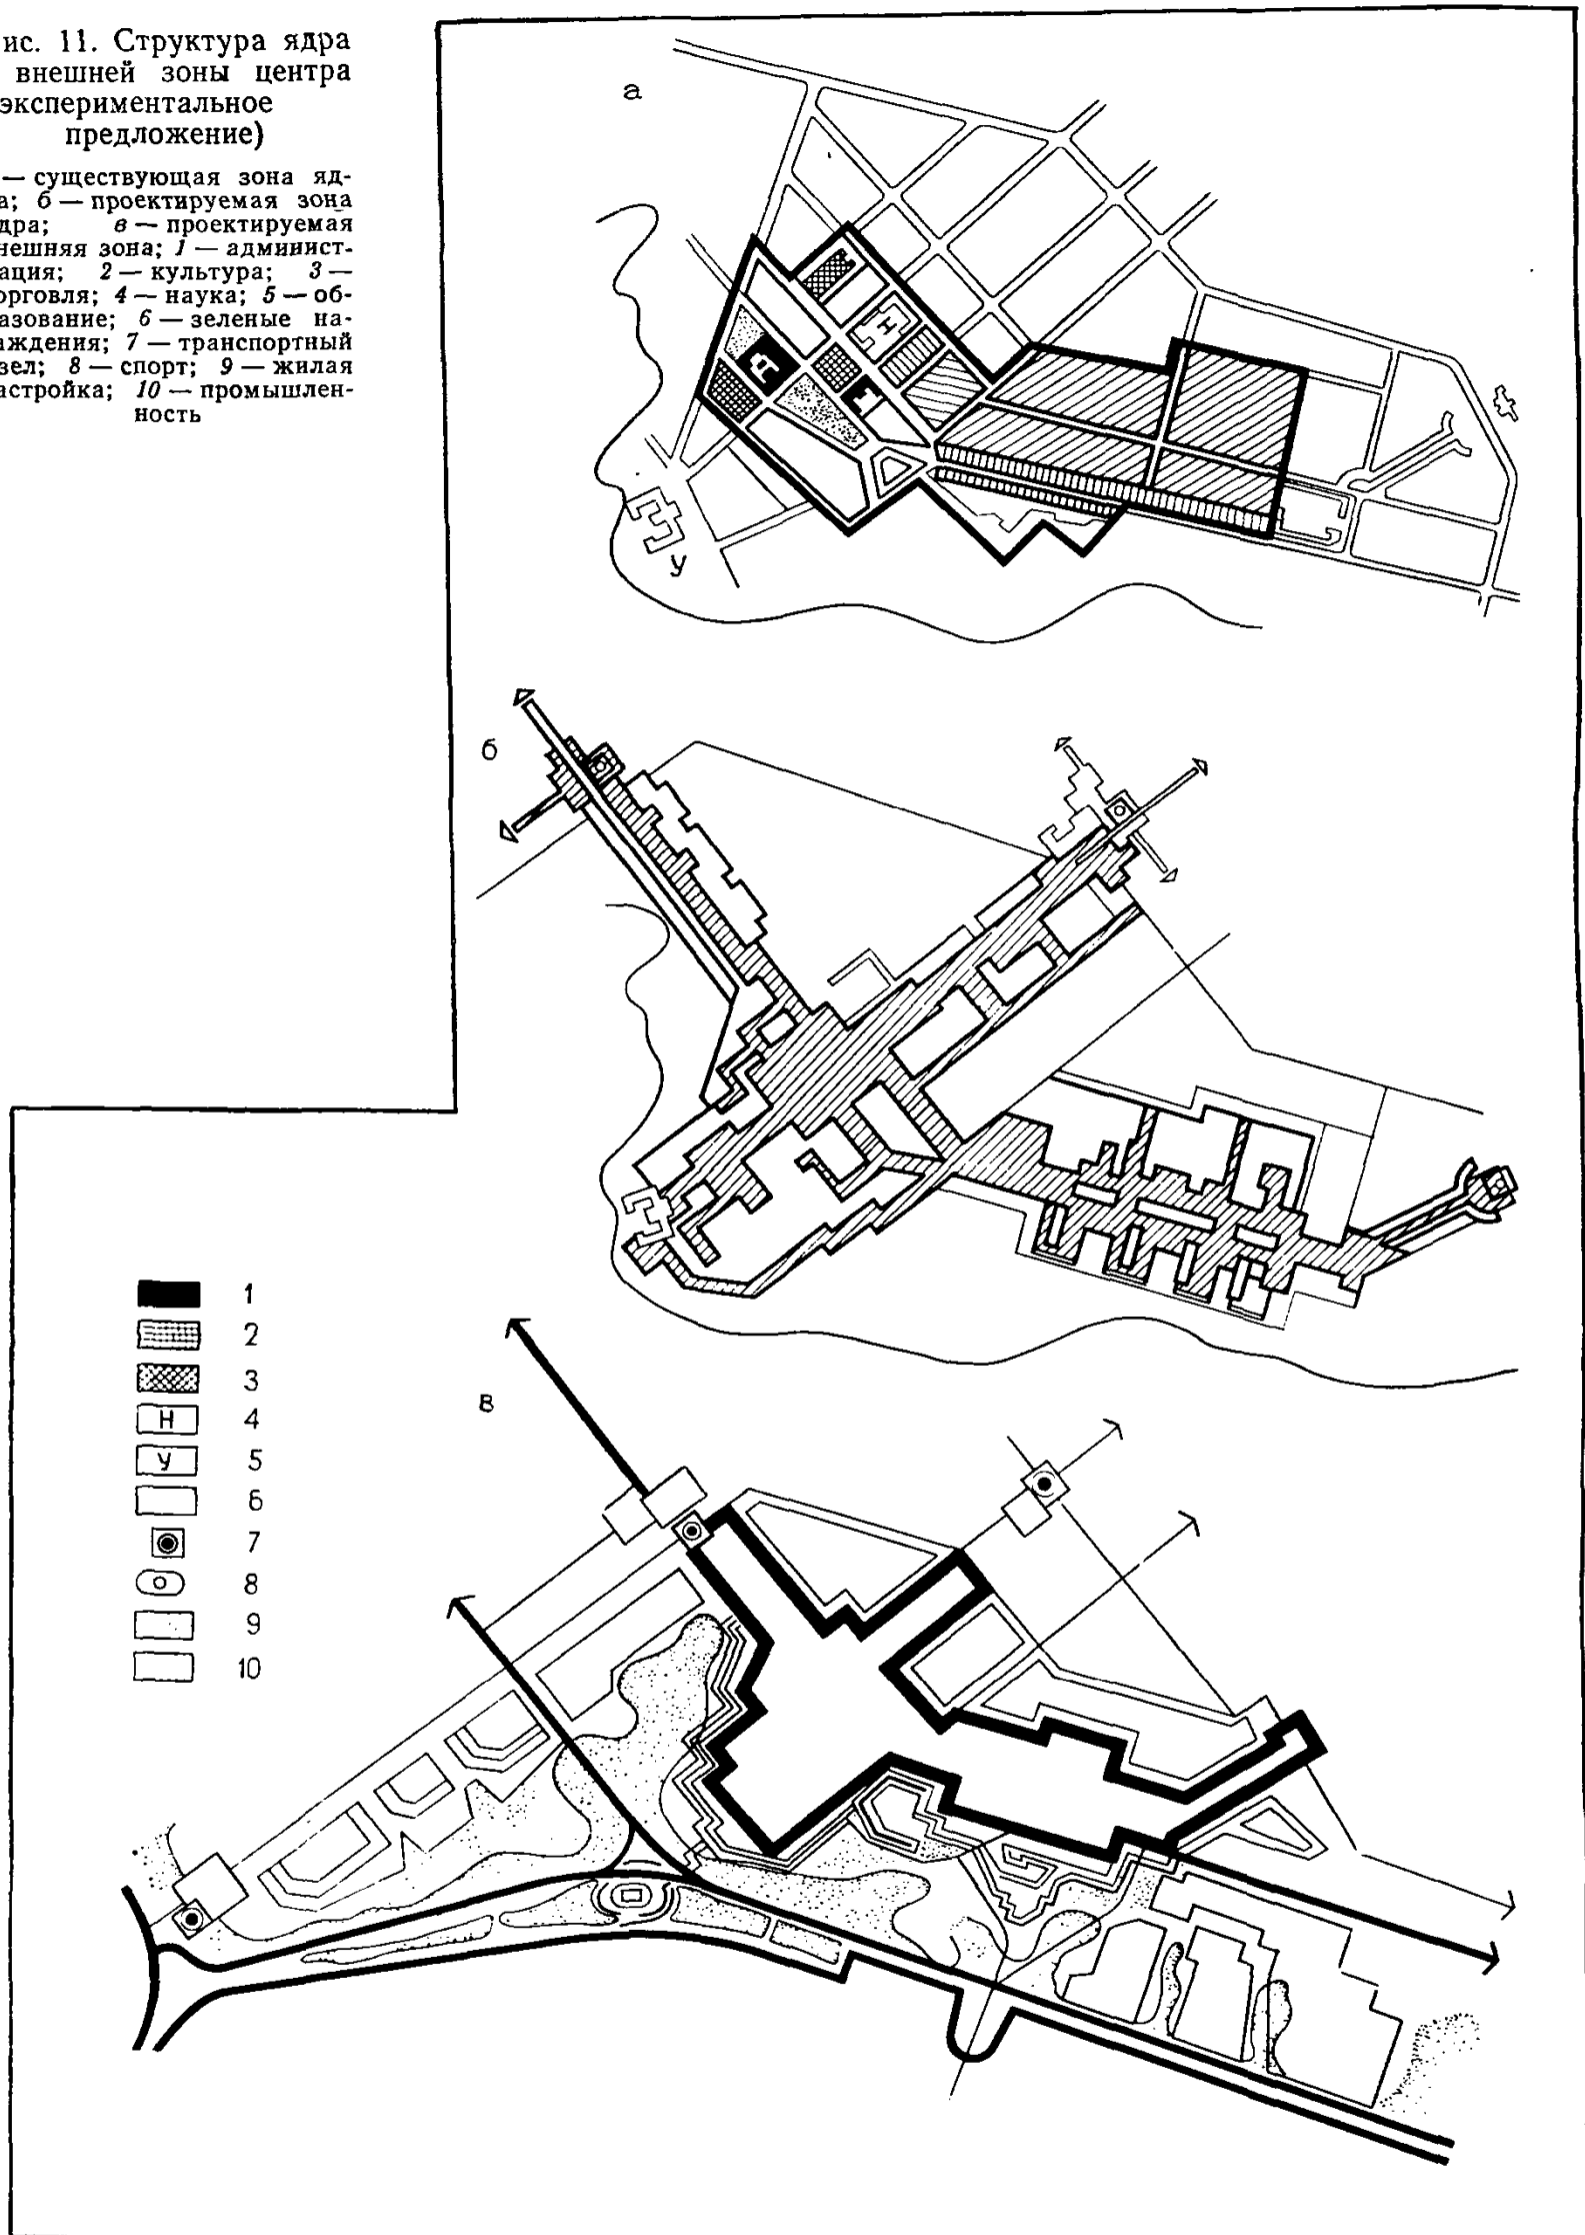 ис. 11. Структура ядра
внешней зоны центра
экспериментальное
предложение)
— существующая зона яд-
а; б — проектируемая зона
дра; в — проектируемая
нешняя зона; 1 — админист-
ация; 2 — культура; 3 —
орговля; 4 — наука; 5 — об-
азование; 6 — зеленые на-
аждения; 7 — транспортный
зел; 8 — спорт; 9 — жилая
астройка; 10 — промышлен-
ность
а
Н
У
б
1
2
3
Н 4
У 5
6
7
8
9
10
в